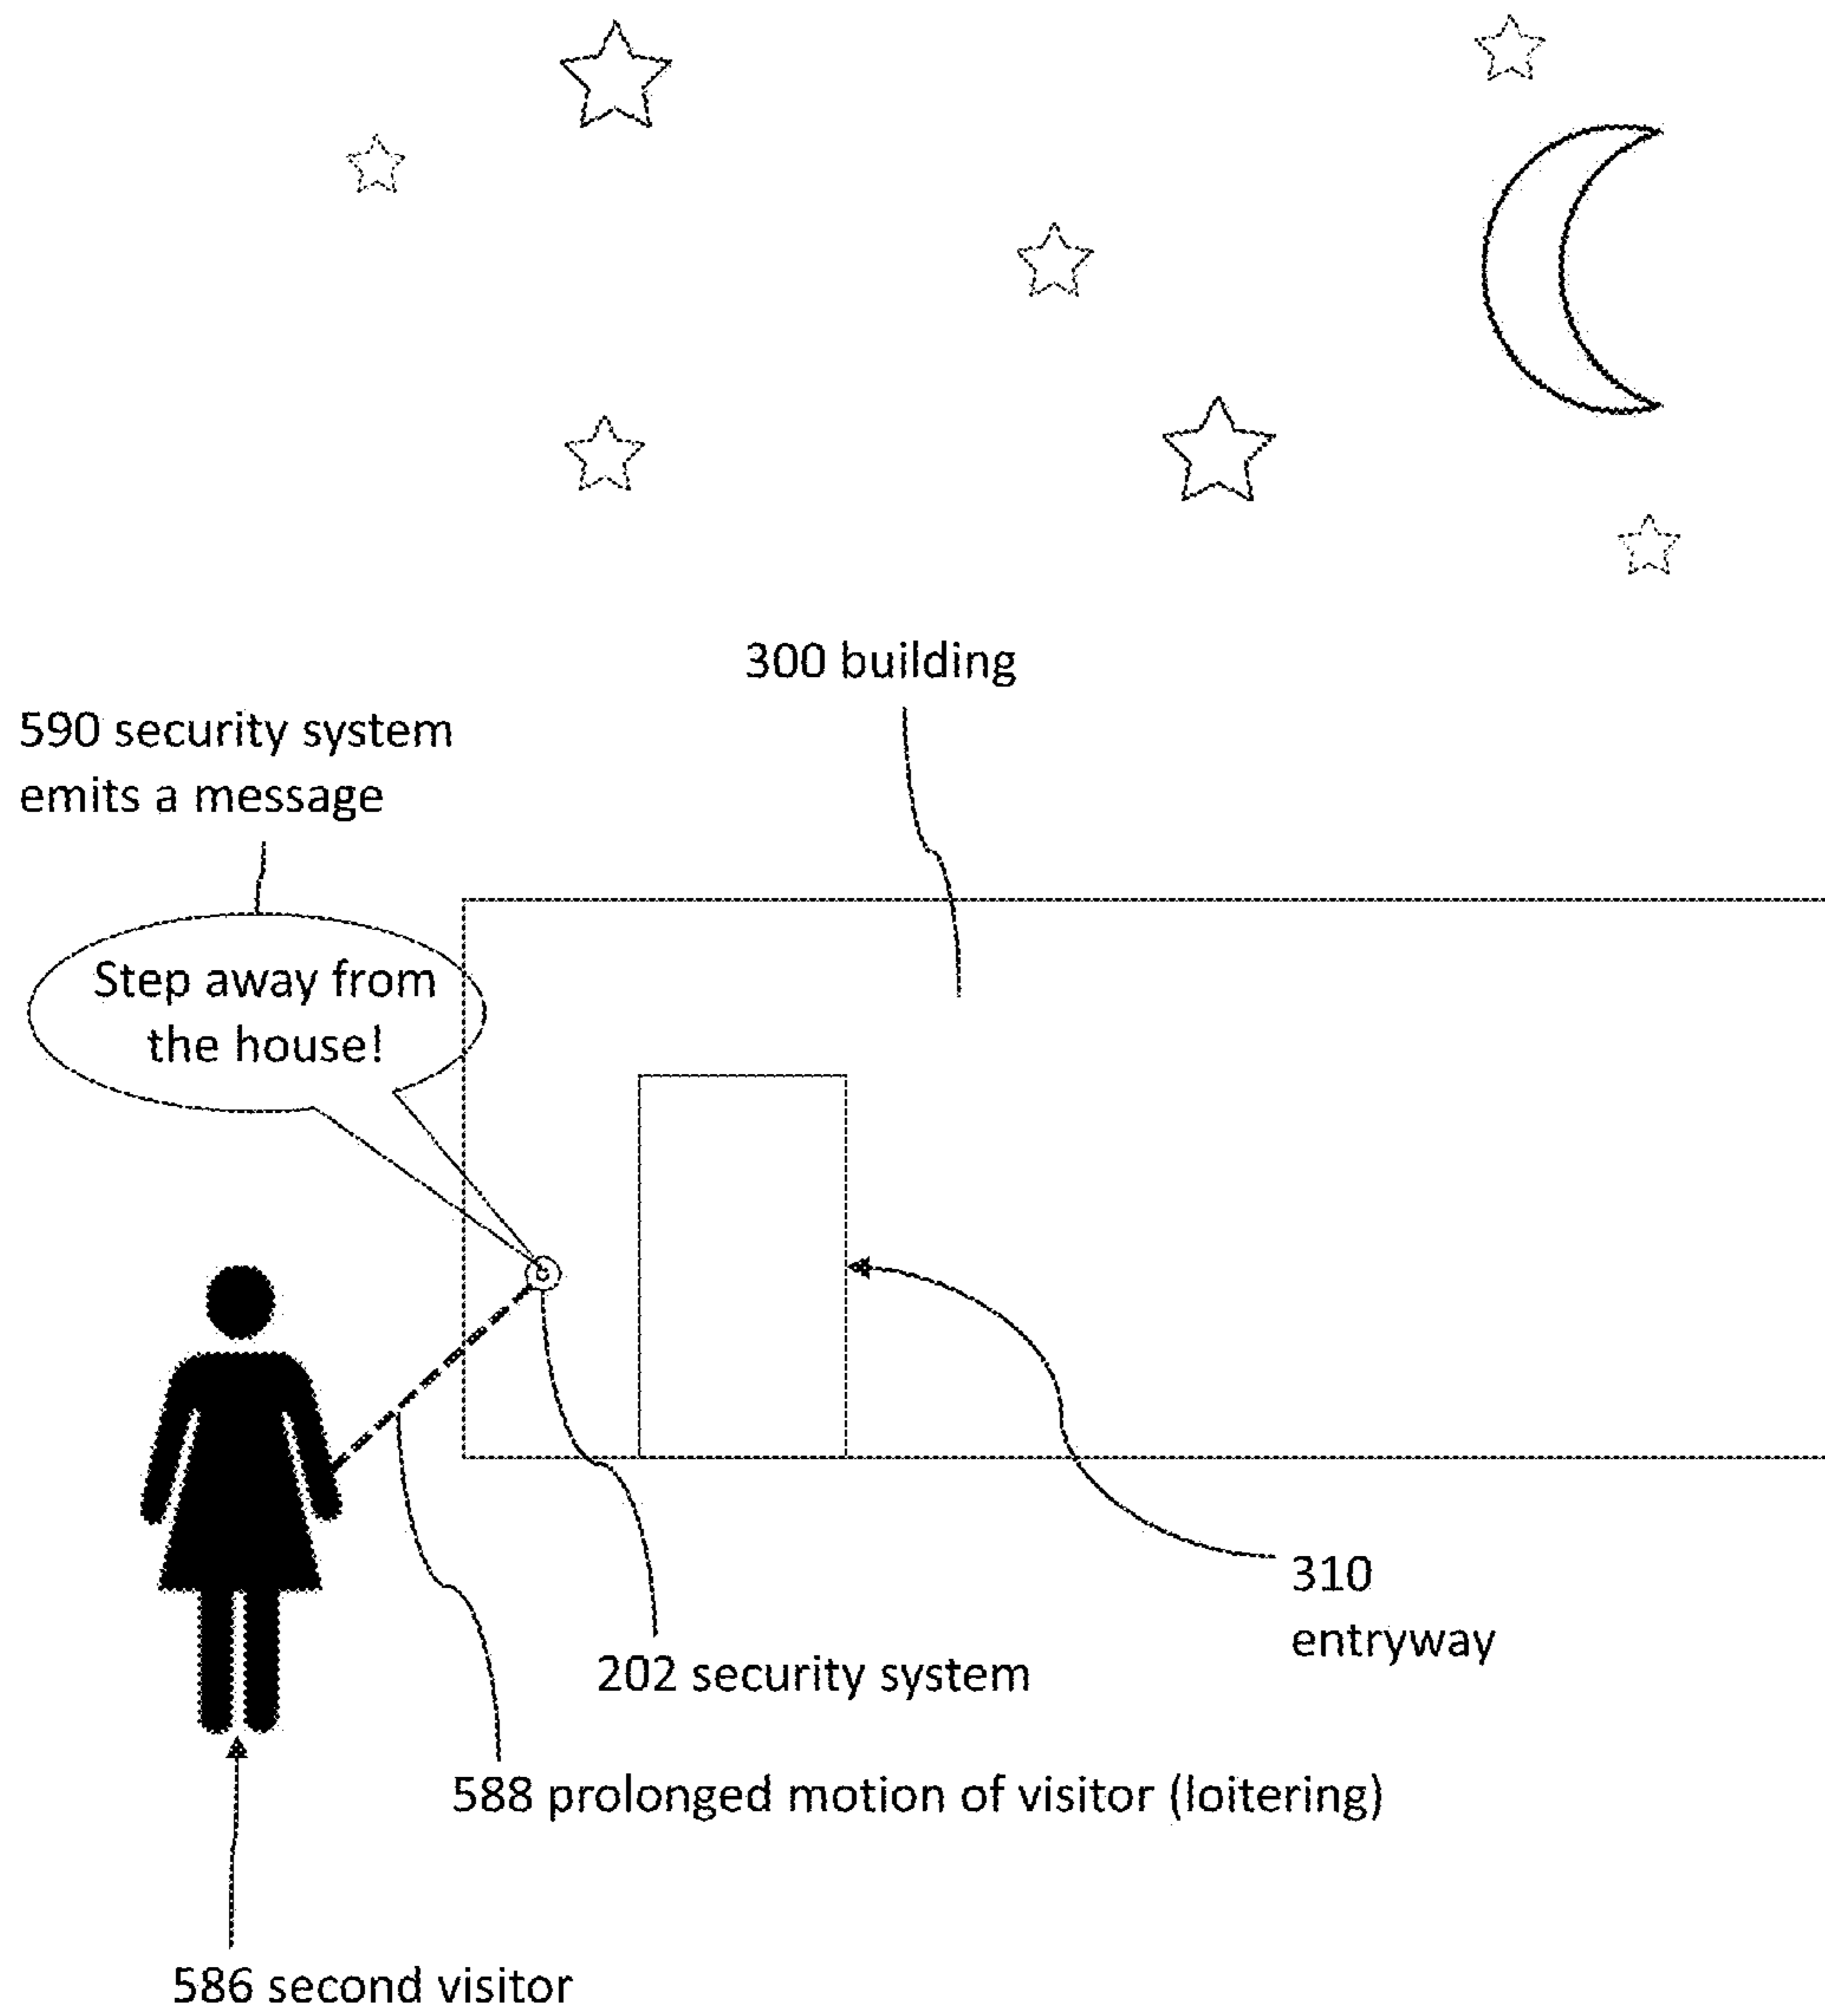 300 building
590 security system
emits a message
Step away from
the house!
310
entryway
202 security system
588 prolonged motion of visitor (loitering)
586 second visitor